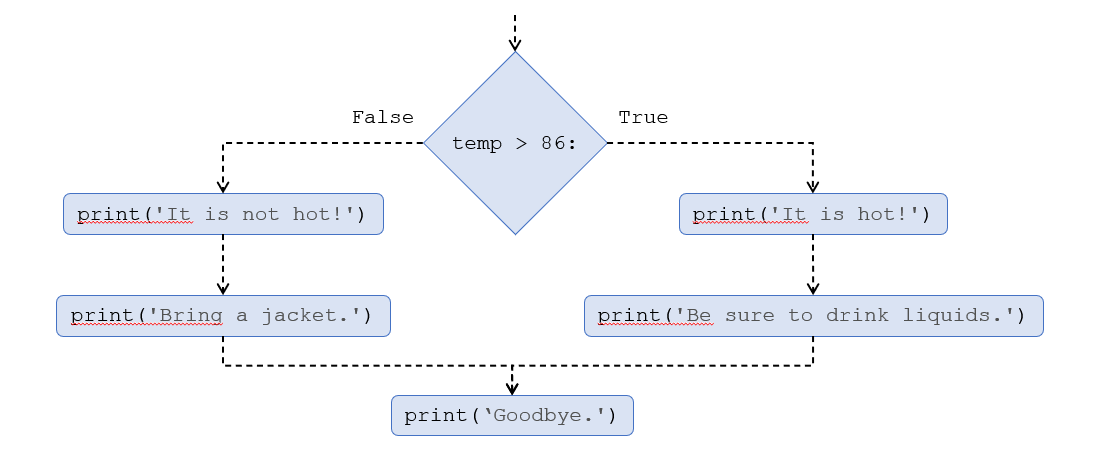 False
True
temp > 86:
print('It is not hot!')
print('It is hot!')
print('Bring a jacket.')
print('Be sure to drink liquids.')
print(‘Goodbye.')